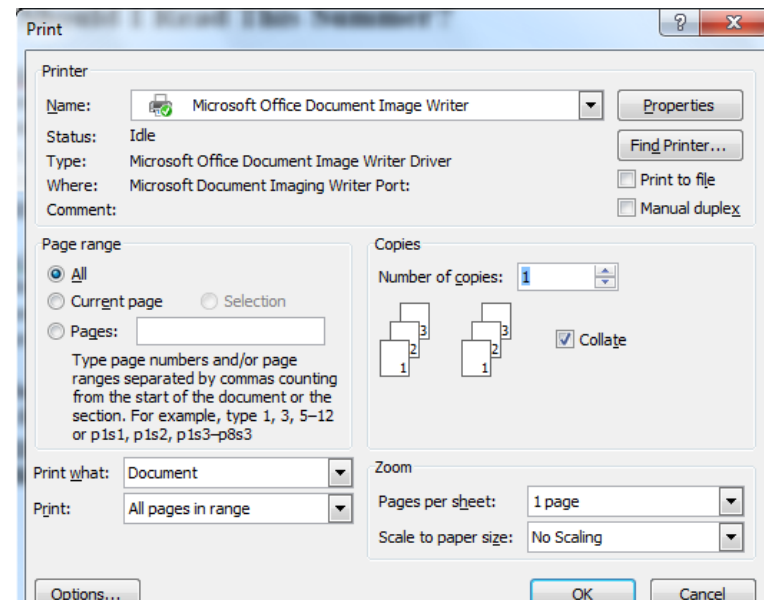 Should I Read This Summer?
Print
Printer
Name: Microsoft Office Document Image Writer Properties
Status: Idle
Find Printer...
Type: Microsoft Office Document Image Writer Driver
Where: Microsoft Document Imaging Writer Port: Print to file
Comment: Manual duplex
Page range
All
Current page Selection
Pages:
Type page numbers and/or page
ranges separated by commas counting
from the start of the document or the
section. For example, type 1, 3, 5–12
or p1s1, p1s2, p1s3–p8s3
Copies
Number of copies: 1
3 3
2 2
1 1
Collate
Print what: Document
Print: All pages in range
Zoom
Pages per sheet: 1 page
Scale to paper size: No Scaling
Options... OK Cancel